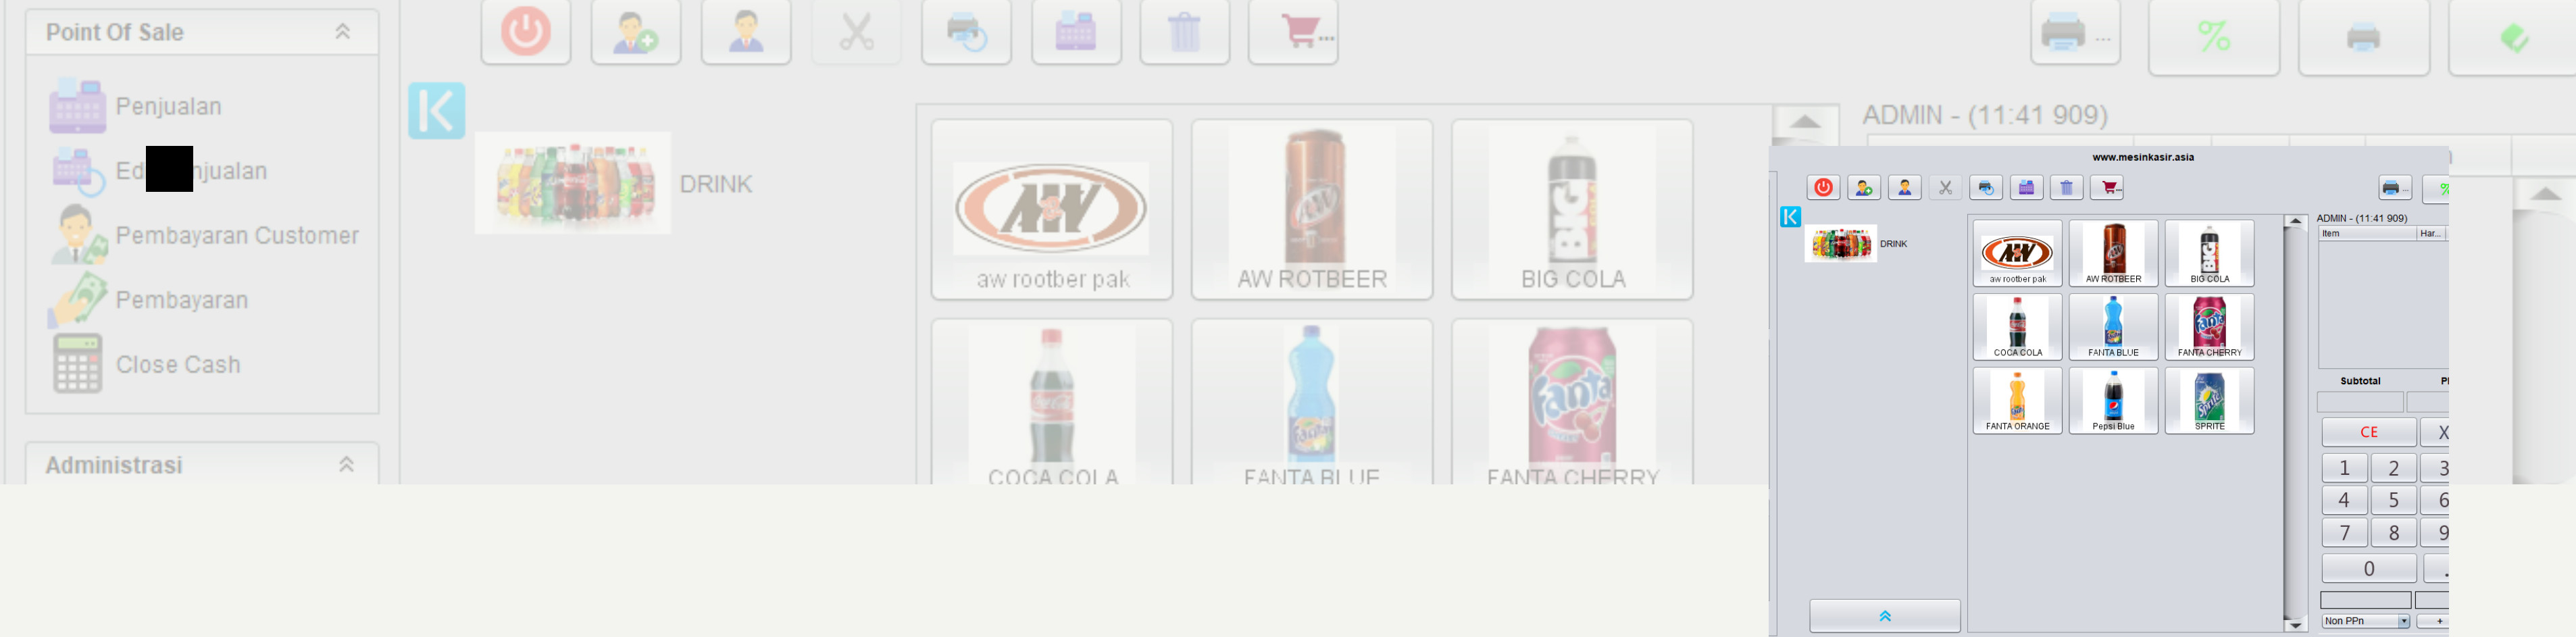 Point Of Sale
Penjualan
Pembayaran Customer
Pembayaran
Close Cash
Administrasi
DRINK
ADMIN - (11:41 909)
aw rootber pak
AW ROTBEER
BIG COLA
COCA COLA
FANTA BLUE
FANTA CHERRY
www.mesinkasir.asia
DRINK
ADMIN - (11:41 909)
Item Har...
aw rootber pak
AW ROTBEER
BIG COLA
COCA COLA
FANTA BLUE
FANTA CHERRY
FANTA ORANGE
Pepsi Blue
SPRITE
Subtotal
CE X
1 2 3
4 5 6
7 8 9
0 .
Non PPn +